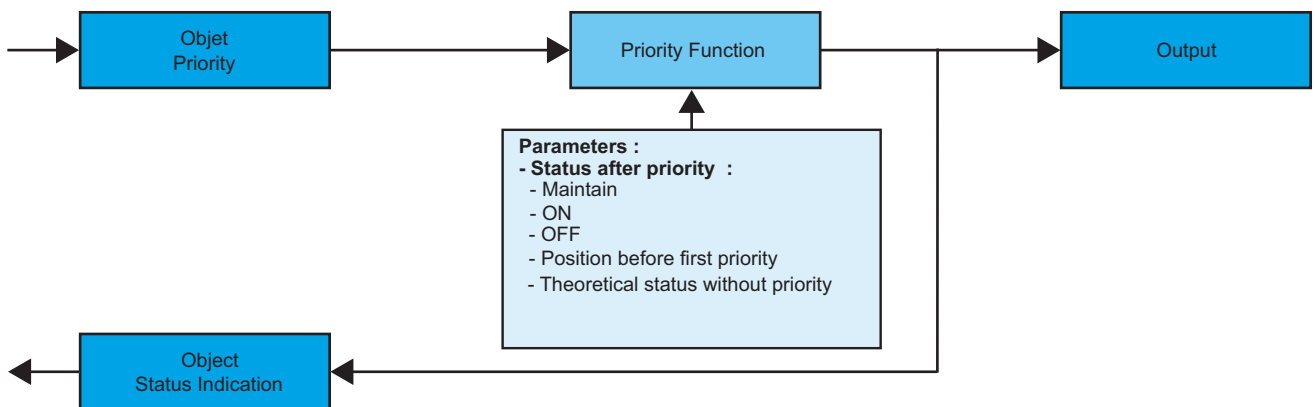 Objet
Priority
Priority Function
Output
Parameters :
- Status after priority :
- Maintain
- ON
- OFF
- Position before first priority
- Theoretical status without priority
Object
Status Indication